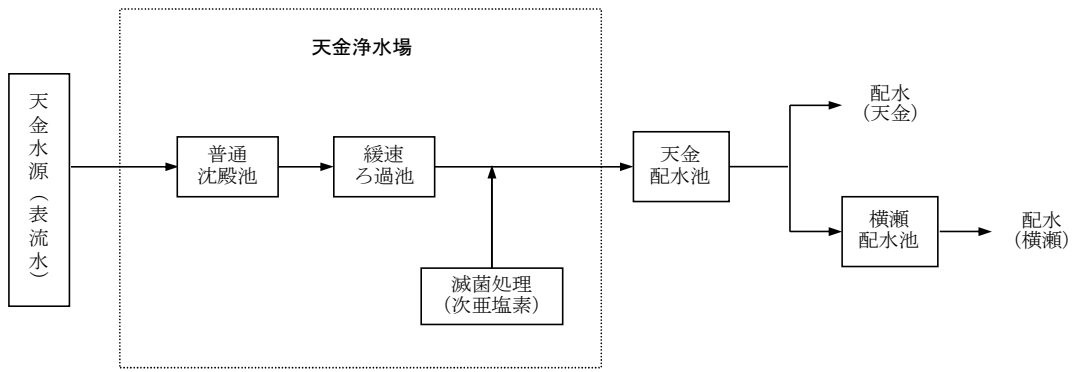 天金浄水場
天金水源（表流水）
普通
沈殿池
緩速
ろ過池
滅菌処理
（次亜塩素）
天金
配水池
配水
（天金）
横瀬
配水池
配水
（横瀬）